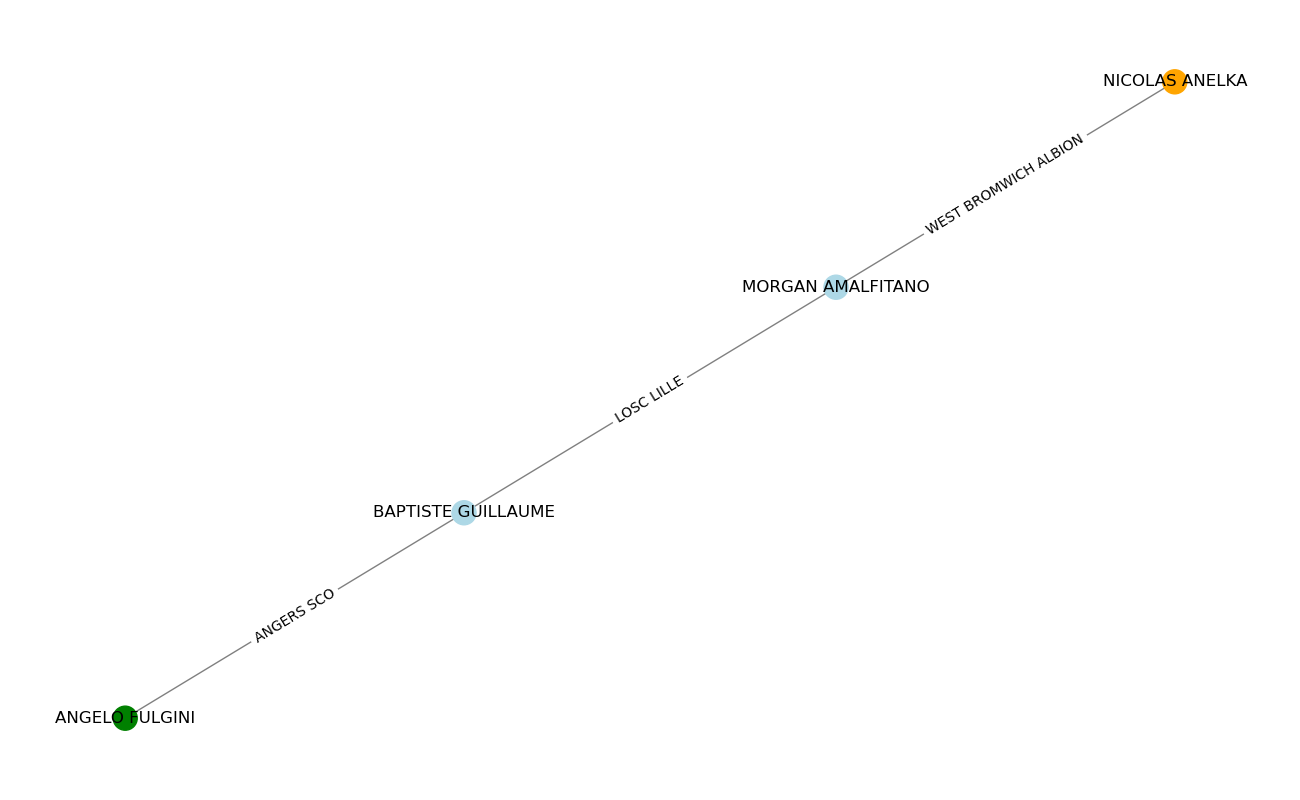 NICOLAS ANELKA
WEST BROMWICH ALBION
MORGAN AMALFITANO
LOSC LILLE
BAPTISTE GUILLAUME
ANGERS SCO
ANGELO FULGINI